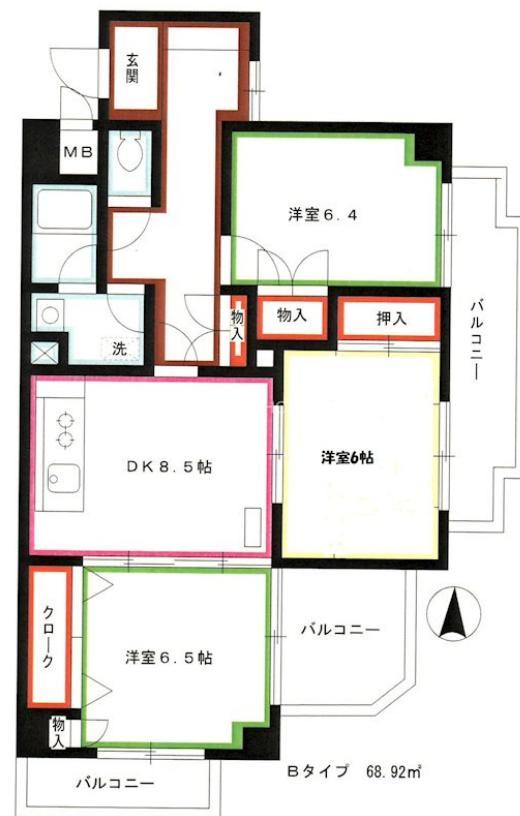 玄関
MB
洋室6.4
バルコニー
物入
物入
押入
洗
DK8.5帖
洋室6帖
クローク
洋室6.5帖
バルコニー
物入
バルコニー
Bタイプ 68.92㎡